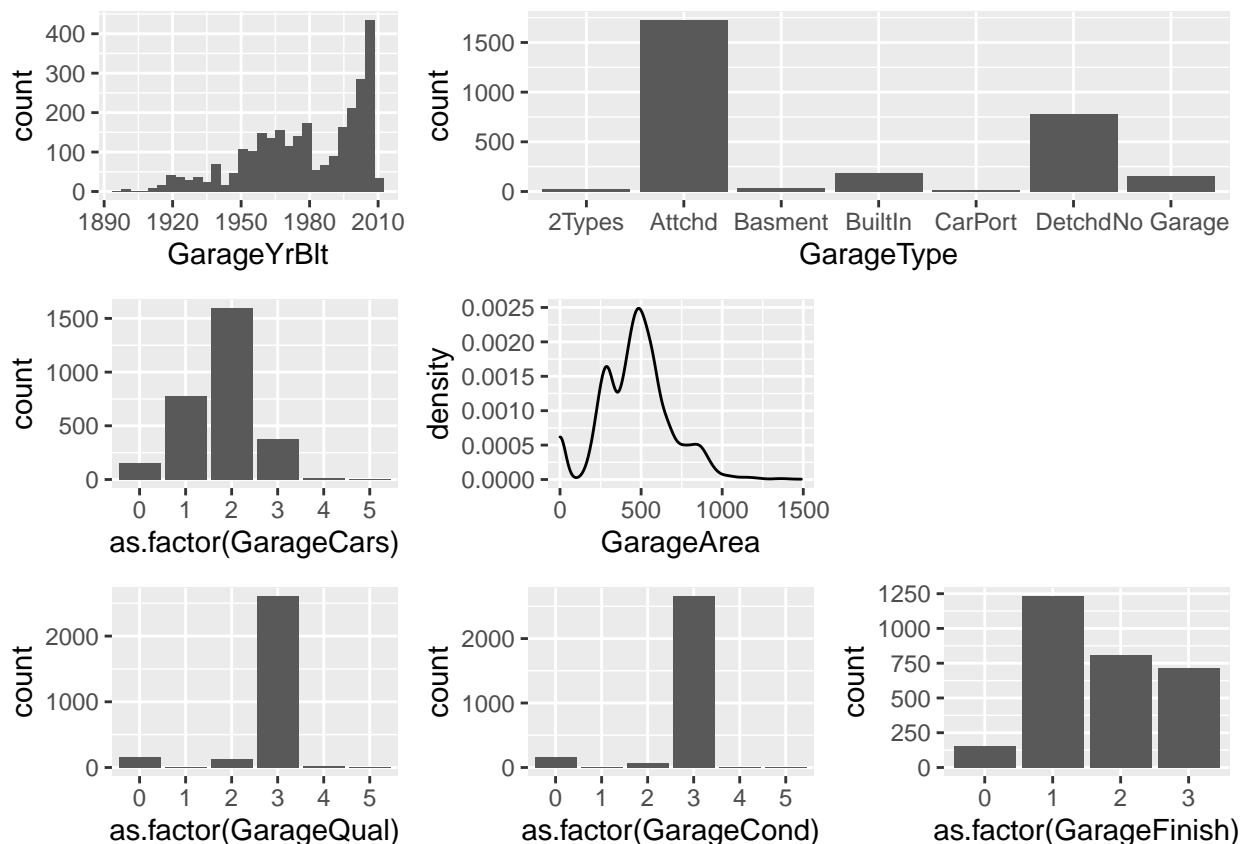 count
400
300
200
100
0
1890 1920 1950 1980 2010
GarageYrBlt
count
1500
1000
500
0
2Types Attchd Basment BuiltIn CarPort Detchd No Garage
GarageType
count
1500
1000
500
0
0 1 2 3 4 5
as.factor(GarageCars)
density
0.0025
0.0020
0.0015
0.0010
0.0005
0.0000
0 500 1000 1500
GarageArea
count
2000
1000
0
0 1 2 3 4 5
as.factor(GarageQual)
count
2000
1000
0
0 1 2 3 4 5
as.factor(GarageCond)
count
1250
1000
750
500
250
0
0 1 2 3
as.factor(GarageFinish)